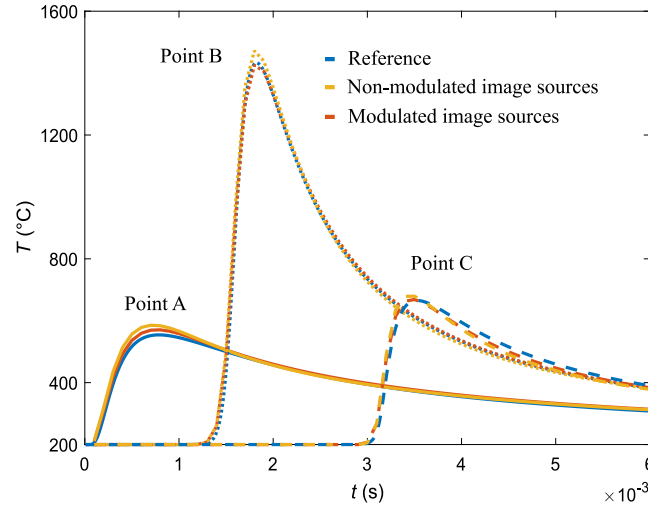 1600
Point B
Reference
Non-modulated image sources
Modulated image sources
1200
T (°C)
800
Point C
Point A
400
200
0 1 2 3 4 5 6
t (s)
×10⁻³